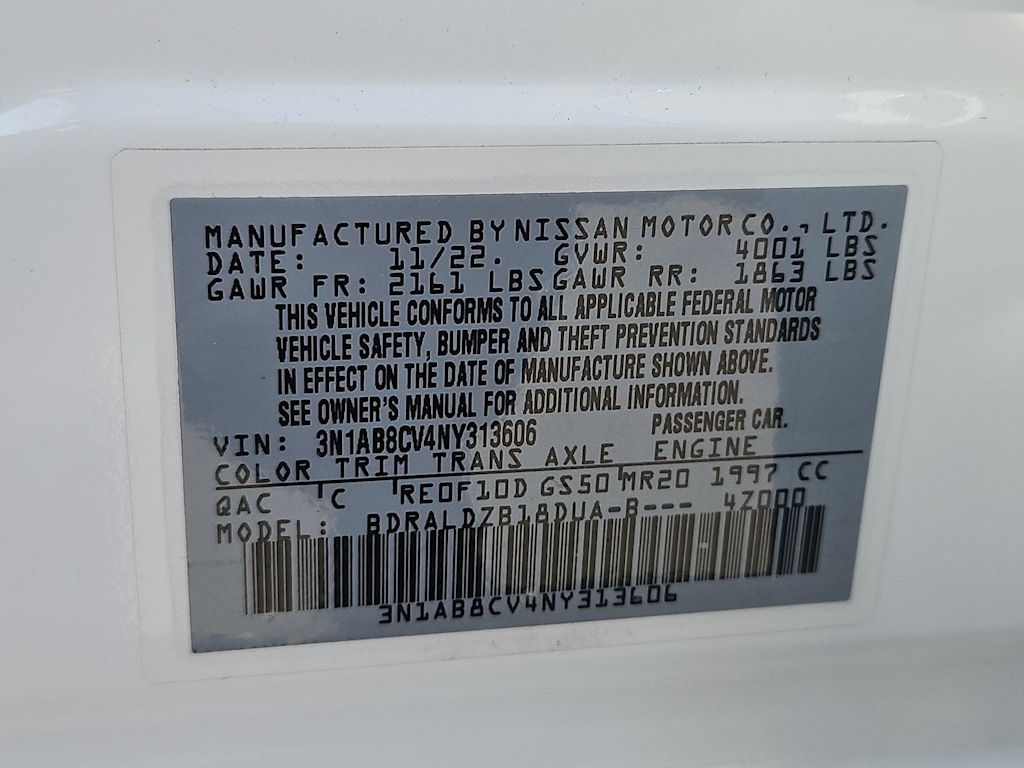 MANUFACTURED BY NISSAN MOTOR CO., LTD.
DATE: 11/22. GVWR: 4001 LBS
GAWR FR: 2161 LBS GAWR RR: 1863 LBS
THIS VEHICLE CONFORMS TO ALL APPLICABLE FEDERAL MOTOR
VEHICLE SAFETY, BUMPER AND THEFT PREVENTION STANDARDS
IN EFFECT ON THE DATE OF MANUFACTURE SHOWN ABOVE.
SEE OWNER'S MANUAL FOR ADDITIONAL INFORMATION.
VIN: 3N1AB8CV4NY313606 PASSENGER CAR.
COLOR TRIM TRANS AXLE ENGINE
QAC C RE0F10D GS50 MR20 1997 CC
MODEL: BDRALDZB18DUA-B--- 4Z000
3N1AB8CV4NY313606